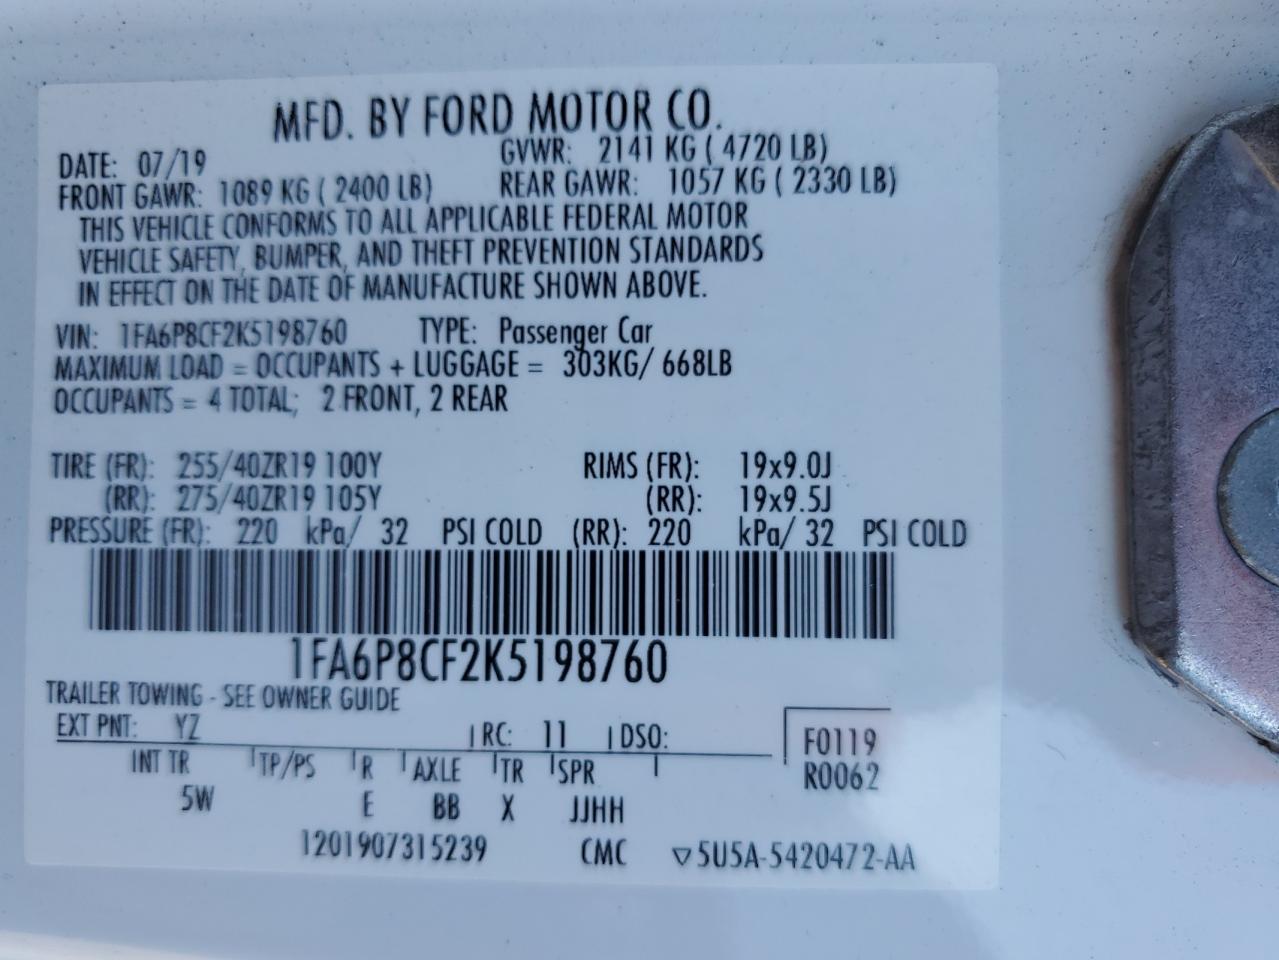 MFD. BY FORD MOTOR CO.
DATE: 07/19 GVWR: 2141 KG ( 4720 LB)
FRONT GAWR: 1089 KG ( 2400 LB) REAR GAWR: 1057 KG ( 2330 LB)
THIS VEHICLE CONFORMS TO ALL APPLICABLE FEDERAL MOTOR
VEHICLE SAFETY, BUMPER, AND THEFT PREVENTION STANDARDS
IN EFFECT ON THE DATE OF MANUFACTURE SHOWN ABOVE.
VIN: 1FA6P8CF2K5198760 TYPE: Passenger Car
MAXIMUM LOAD = OCCUPANTS + LUGGAGE = 303KG/ 668LB
OCCUPANTS = 4 TOTAL; 2 FRONT, 2 REAR
TIRE (FR): 255/40ZR19 100Y RIMS (FR): 19x9.0J
(RR): 275/40ZR19 105Y (RR): 19x9.5J
PRESSURE (FR): 220 kPa/ 32 PSI COLD (RR): 220 kPa/ 32 PSI COLD
1FA6P8CF2K5198760
TRAILER TOWING - SEE OWNER GUIDE
EXT PNT: YZ RC: 11 DSO: F0119
INT TR TP/PS R AXLE TR SPR R0062
5W E BB X JJHH
1201907315239 CMC ▽5U5A-5420472-AA